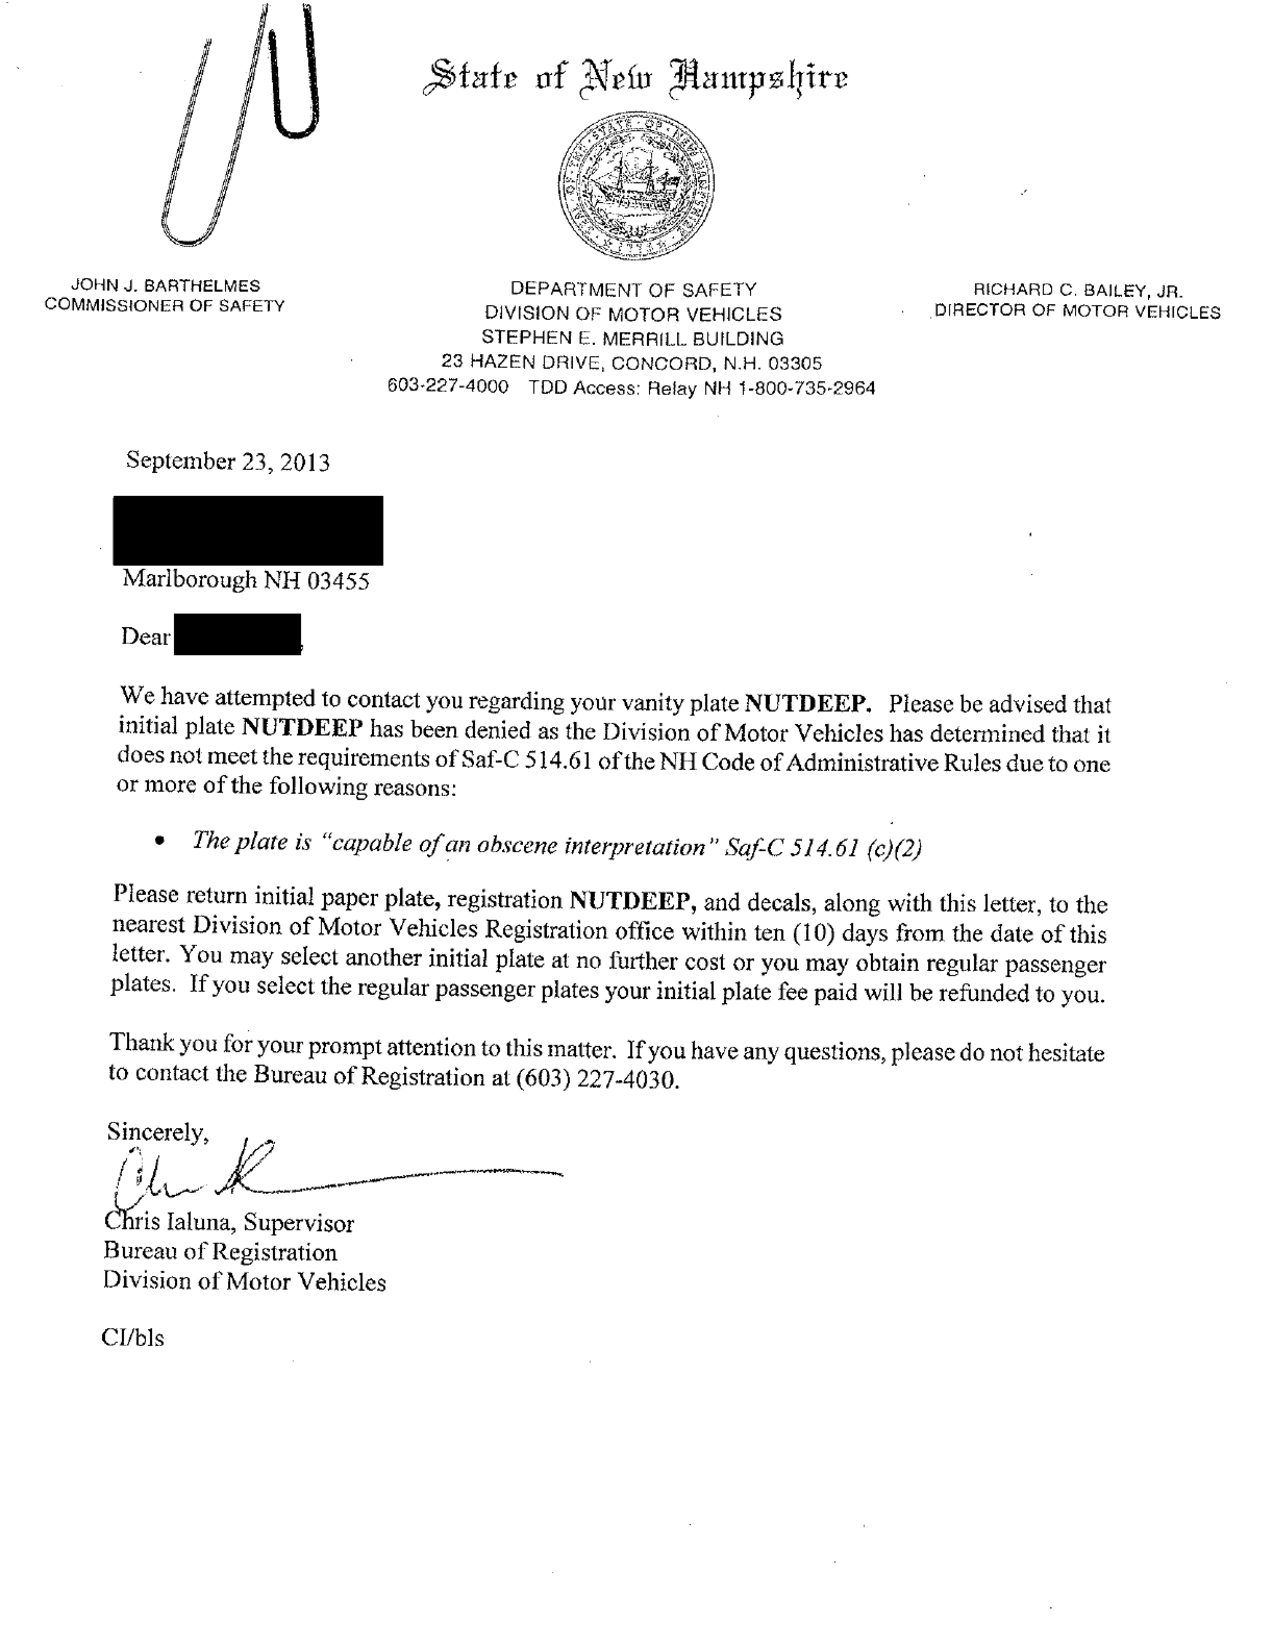 State of New Hampshire
SEAL OF THE STATE OF NEW HAMPSHIRE
1776
JOHN J. BARTHELMES
COMMISSIONER OF SAFETY
DEPARTMENT OF SAFETY
DIVISION OF MOTOR VEHICLES
STEPHEN E. MERRILL BUILDING
23 HAZEN DRIVE, CONCORD, N.H. 03305
603-227-4000 TDD Access: Relay NH 1-800-735-2964
RICHARD C. BAILEY, JR.
DIRECTOR OF MOTOR VEHICLES
September 23, 2013
Marlborough NH 03455
Dear
We have attempted to contact you regarding your vanity plate NUTDEEP. Please be advised that
initial plate NUTDEEP has been denied as the Division of Motor Vehicles has determined that it
does not meet the requirements of Saf-C 514.61 of the NH Code of Administrative Rules due to one
or more of the following reasons:
• The plate is “capable of an obscene interpretation” Saf-C 514.61 (c)(2)
Please return initial paper plate, registration NUTDEEP, and decals, along with this letter, to the
nearest Division of Motor Vehicles Registration office within ten (10) days from the date of this
letter. You may select another initial plate at no further cost or you may obtain regular passenger
plates. If you select the regular passenger plates your initial plate fee paid will be refunded to you.
Thank you for your prompt attention to this matter. If you have any questions, please do not hesitate
to contact the Bureau of Registration at (603) 227-4030.
Sincerely,
Chris Ialuna, Supervisor
Bureau of Registration
Division of Motor Vehicles
CI/bls